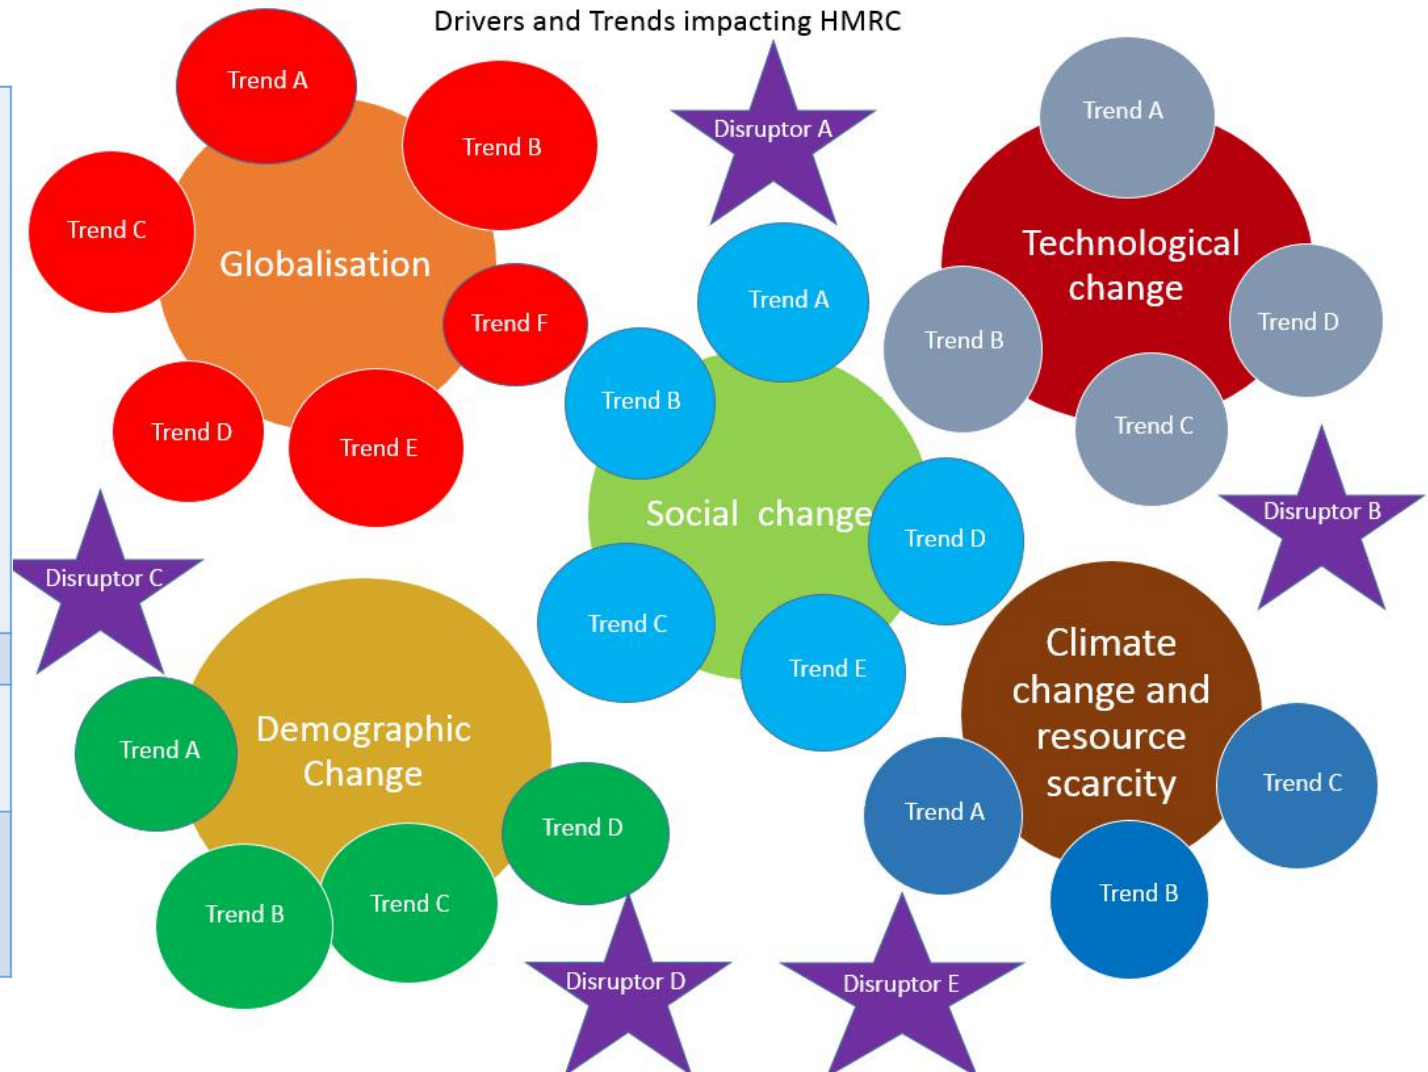 Drivers and Trends impacting HMRC
Trend A
Trend B
Trend C
Globalisation
Trend F
Trend D
Trend E
Disruptor A
Trend A
Technological
change
Trend B
Trend D
Trend C
Trend A
Trend B
Social  change
Trend D
Trend C
Trend E
Disruptor B
Disruptor C
Demographic
Change
Trend A
Trend D
Trend B
Trend C
Climate
change and
resource
scarcity
Trend A
Trend C
Trend B
Disruptor D
Disruptor E